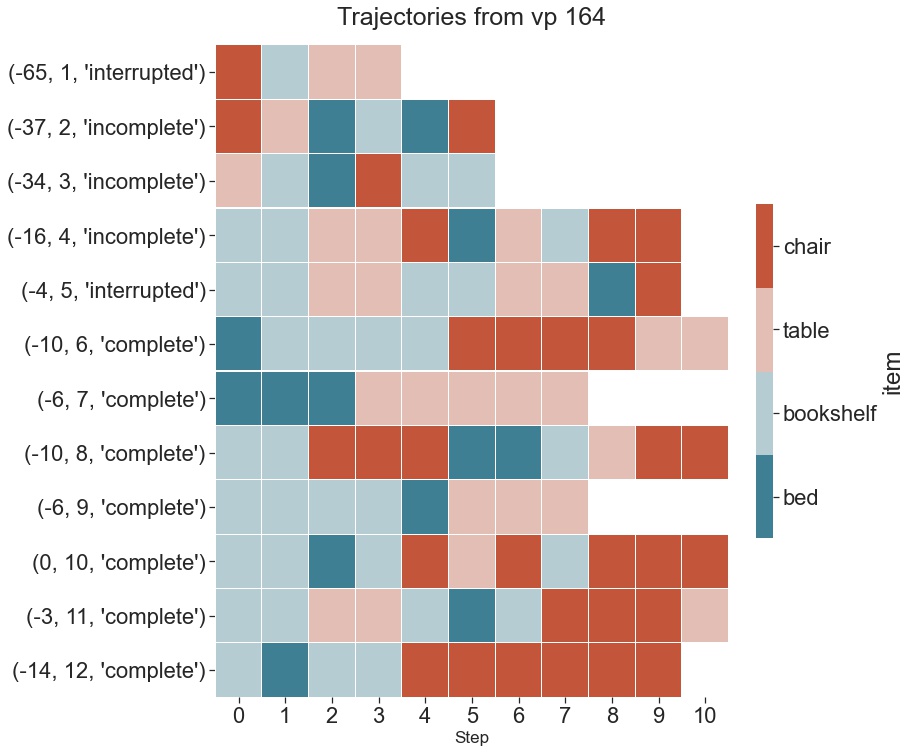 Trajectories from vp 164
(-65, 1, 'interrupted')
(-37, 2, 'incomplete')
(-34, 3, 'incomplete')
(-16, 4, 'incomplete')
(-4, 5, 'interrupted')
(-10, 6, 'complete')
(-6, 7, 'complete')
(-10, 8, 'complete')
(-6, 9, 'complete')
(0, 10, 'complete')
(-3, 11, 'complete')
(-14, 12, 'complete')
0 1 2 3 4 5 6 7 8 9 10
Step
chair
table
bookshelf
bed
item